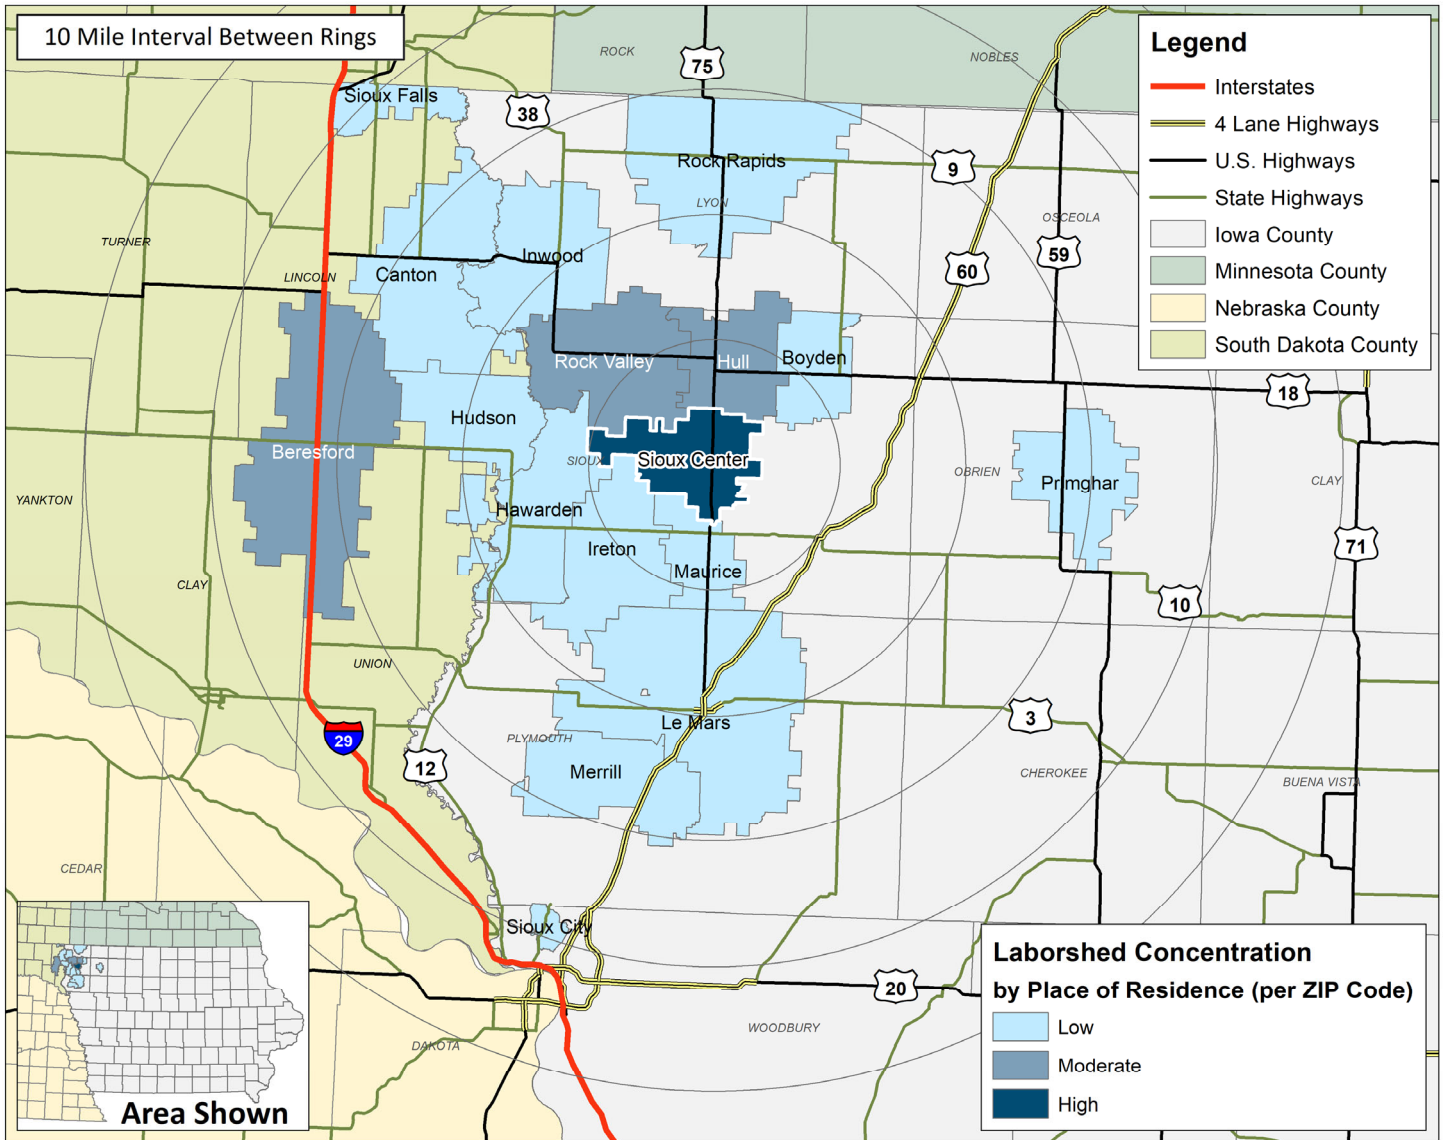 10 Mile Interval Between Rings
Legend
Interstates
4 Lane Highways
U.S. Highways
State Highways
Iowa County
Minnesota County
Nebraska County
South Dakota County
ROCK
NOBLES
75
Sioux Falls
38
Rock Rapids
9
LYON
OSCEOLA
TURNER
59
Inwood
60
LINCOLN
Canton
Rock Valley
Hull
Boyden
18
Hudson
Beresford
SIOUX
Sioux Center
OBRIEN
Primghar
CLAY
YANKTON
Hawarden
Ireton
71
Maurice
CLAY
10
UNION
Le Mars
3
29
PLYMOUTH
12
Merrill
CHEROKEE
BUENA VISTA
CEDAR
Sioux City
20
WOODBURY
DAKOTA
Area Shown
Laborshed Concentration
by Place of Residence (per ZIP Code)
Low
Moderate
High